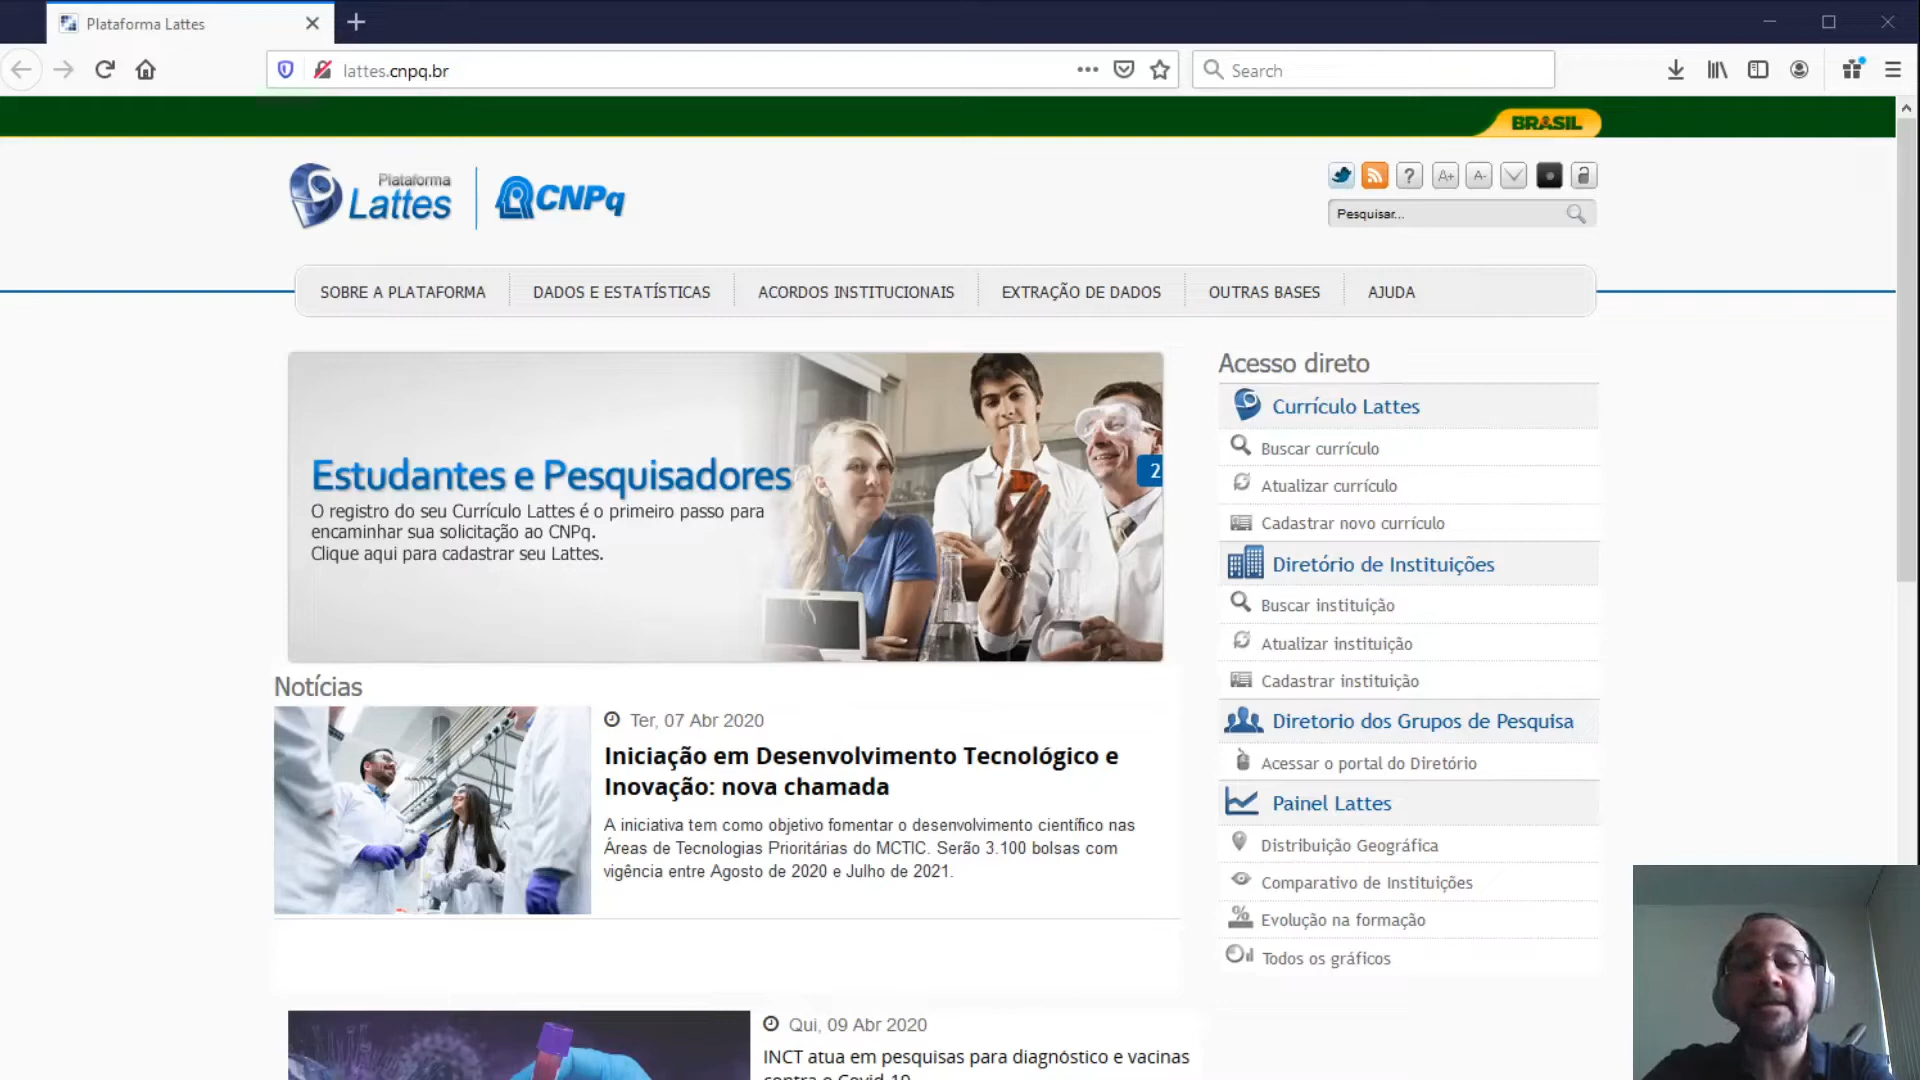 Plataforma Lattes
lattes.cnpq.br
Search
BRASIL
Plataforma
Lattes
CNPq
A+
A-
Pesquisar...
SOBRE A PLATAFORMA
DADOS E ESTATÍSTICAS
ACORDOS INSTITUCIONAIS
EXTRAÇÃO DE DADOS
OUTRAS BASES
AJUDA
Estudantes e Pesquisadores
O registro do seu Currículo Lattes é o primeiro passo para
encaminhar sua solicitação ao CNPq.
Clique aqui para cadastrar seu Lattes.
2
Notícias
Ter, 07 Abr 2020
Iniciação em Desenvolvimento Tecnológico e
Inovação: nova chamada
A iniciativa tem como objetivo fomentar o desenvolvimento científico nas
Áreas de Tecnologias Prioritárias do MCTIC. Serão 3.100 bolsas com
vigência entre Agosto de 2020 e Julho de 2021.
Qui, 09 Abr 2020
INCT atua em pesquisas para diagnóstico e vacinas
contra o Covid-19
Acesso direto
Currículo Lattes
Buscar currículo
Atualizar currículo
Cadastrar novo currículo
Diretório de Instituições
Buscar instituição
Atualizar instituição
Cadastrar instituição
Diretorio dos Grupos de Pesquisa
Acessar o portal do Diretório
Painel Lattes
Distribuição Geográfica
Comparativo de Instituições
Evolução na formação
Todos os gráficos